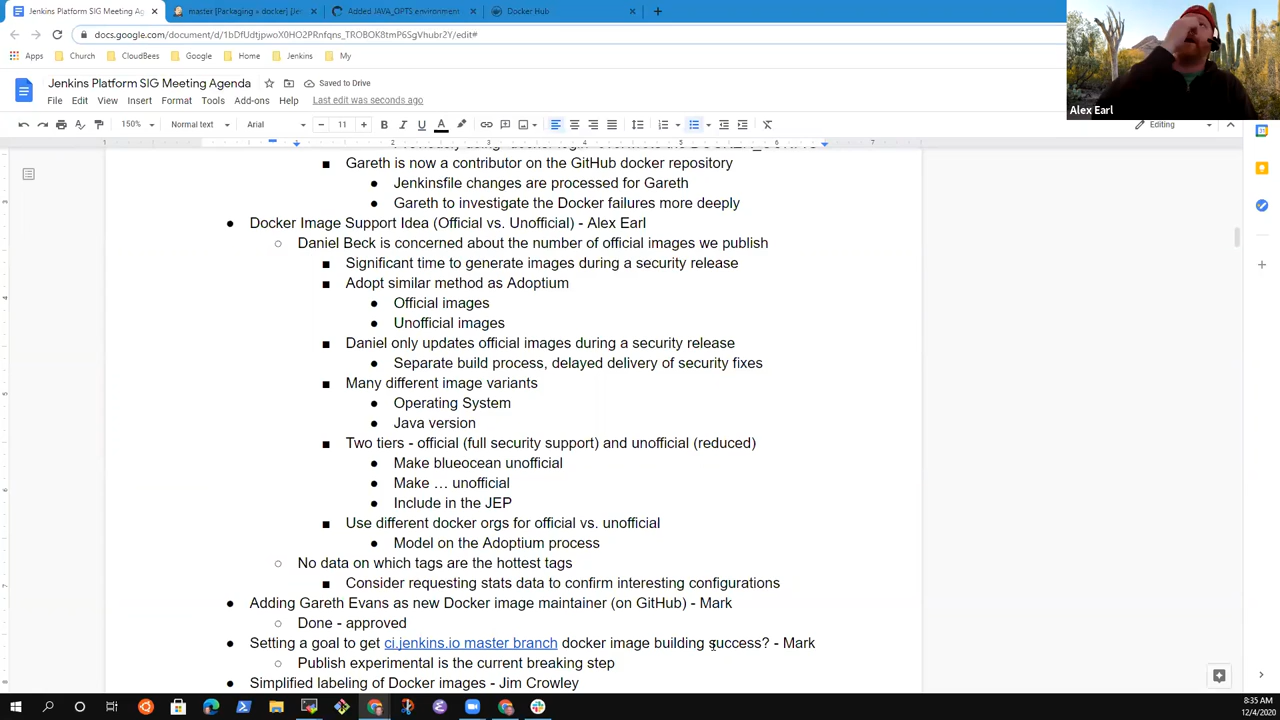 Jenkins Platform SIG Meeting Ag
master [Packaging » docker] [Jen
Added JAVA_OPTS environment
Docker Hub
docs.google.com/document/d/1bDfUdtjpwoX0HO2PRnfqns_TROBOK8tmP6SgVhubr2Y/edit#
Apps
Church
CloudBees
Google
Home
Jenkins
My
Alex Earl
Jenkins Platform SIG Meeting Agenda
Saved to Drive
File Edit View Insert Format Tools Add-ons Help Last edit was seconds ago
150% Normal text Arial 11 Editing
1 2 3 4 5 6 7
Gareth is now a contributor on the GitHub docker repository
Jenkinsfile changes are processed for Gareth
Gareth to investigate the Docker failures more deeply
Docker Image Support Idea (Official vs. Unofficial) - Alex Earl
Daniel Beck is concerned about the number of official images we publish
Significant time to generate images during a security release
Adopt similar method as Adoptium
Official images
Unofficial images
Daniel only updates official images during a security release
Separate build process, delayed delivery of security fixes
Many different image variants
Operating System
Java version
Two tiers - official (full security support) and unofficial (reduced)
Make blueocean unofficial
Make … unofficial
Include in the JEP
Use different docker orgs for official vs. unofficial
Model on the Adoptium process
No data on which tags are the hottest tags
Consider requesting stats data to confirm interesting configurations
Adding Gareth Evans as new Docker image maintainer (on GitHub) - Mark
Done - approved
Setting a goal to get ci.jenkins.io master branch docker image building success? - Mark
Publish experimental is the current breaking step
Simplified labeling of Docker images - Jim Crowley
8:35 AM
12/4/2020